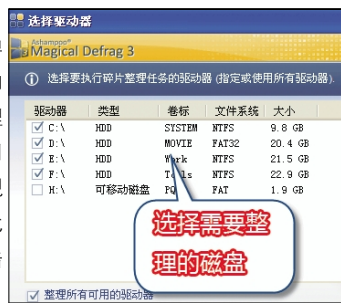 选择驱动器
Ashampoo®
Magical Defrag 3
选择要执行碎片整理任务的驱动器(指定或使用所有驱动器).
驱动器 类型 卷标 文件系统 大小
C:\ HDD SYSTEM NTFS 9.8 GB
D:\ HDD MOVIE FAT32 20.4 GB
E:\ HDD Work NTFS 21.5 GB
F:\ HDD NTFS 22.9 GB
H:\ 可移动磁盘 FAT 1.9 GB
选择需要整
理的磁盘
整理所有可用的驱动器